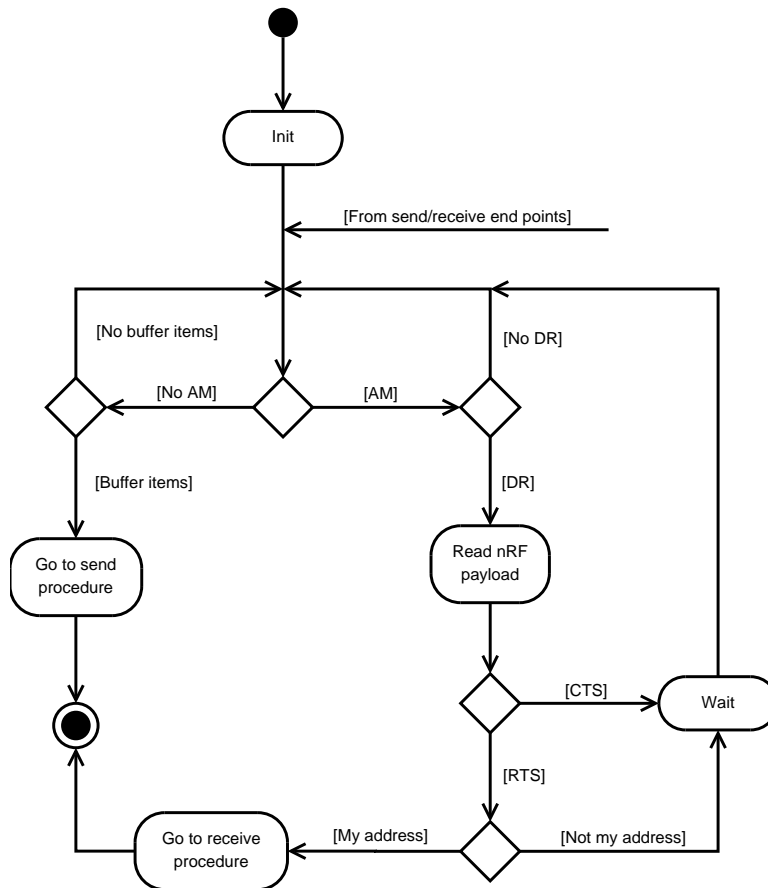 Init
[From send/receive end points]
[No buffer items]
[No DR]
[No AM]
[AM]
[Buffer items]
[DR]
Go to send
procedure
Read nRF
payload
[CTS]
Wait
[RTS]
[My address]
[Not my address]
Go to receive
procedure